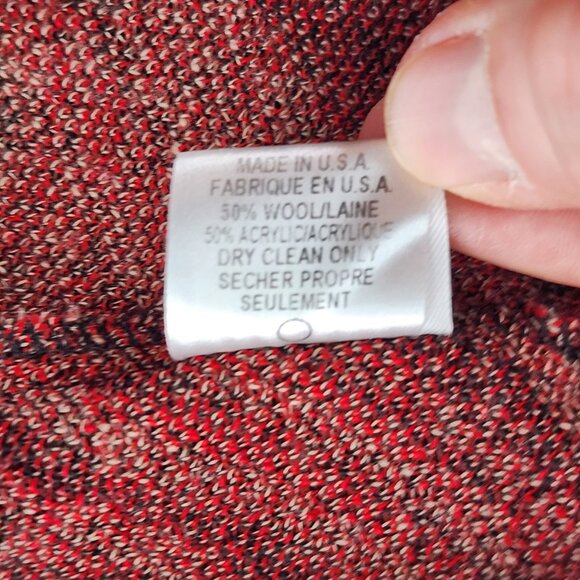 MADE IN U.S.A
FABRIQUE EN U.S.A.
50% WOOL/LAINE
50% ACRYLIC/ACRYLIQUE
DRY CLEAN ONLY
SECHER PROPRE
SEULEMENT